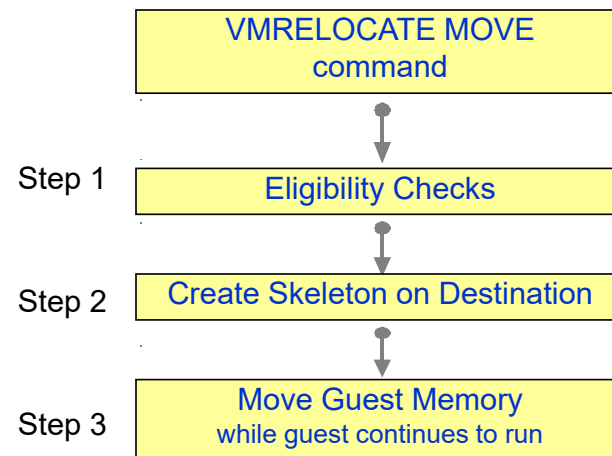 VMRELOCATE MOVE
command
Step 1
Eligibility Checks
Step 2
Create Skeleton on Destination
Step 3
Move Guest Memory
while guest continues to run